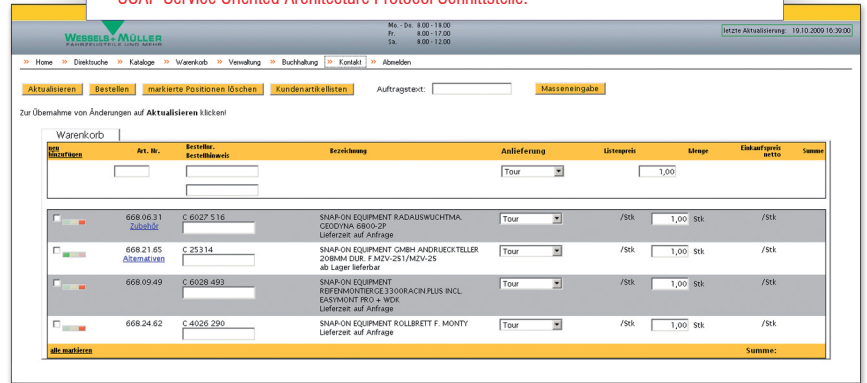 SOAP-Service Oriented Architecture Protocol Schnittstelle.
Mo. - Do. 8.00 - 18.00
Fr. 8.00 - 17.00
Sa. 8.00 - 12.00
letzte Aktualisierung: 19.10.2009 16:39:00
WESSELS + MÜLLER
FAHRZEUGTEILE UND MEHR
» Home » Direktsuche » Kataloge » Warenkorb » Verwaltung » Buchhaltung » Kontakt » Abmelden
Aktualisieren Bestellen markierte Positionen löschen Kundenartikellisten Auftragstext: Masseneingabe
Zur Übernahme von Änderungen auf Aktualisieren klicken!
Warenkorb
neu hinzufügen Art. Nr. Bestellnr. Bestellhinweis Bezeichnung Anlieferung Listenpreis Menge Einkaufspreis netto Summe
Tour 1,00
668.06.31 C 6027 516 SNAP-ON EQUIPMENT RADAUSWUCHTMA. Tour /Stk 1,00 Stk /Stk
Zubehör GEODYNA 6800-2P
Lieferzeit auf Anfrage
668.21.65 C 25314 SNAP-ON EQUIPMENT GMBH ANDRUECKTELLER Tour /Stk 1,00 Stk /Stk
Alternativen 208MM DUR. F.MZV-2S1/MZV-2S
ab Lager lieferbar
668.09.49 C 6028 493 SNAP-ON EQUIPMENT Tour /Stk 1,00 Stk /Stk
REIFENMONTIERGE.3300RACIN.PLUS INCL.
EASYMONT PRO + WDK
Lieferzeit auf Anfrage
668.24.62 C 4026 290 SNAP-ON EQUIPMENT ROLLBRETT F. MONTY Tour /Stk 1,00 Stk /Stk
Lieferzeit auf Anfrage
alle markieren Summe: